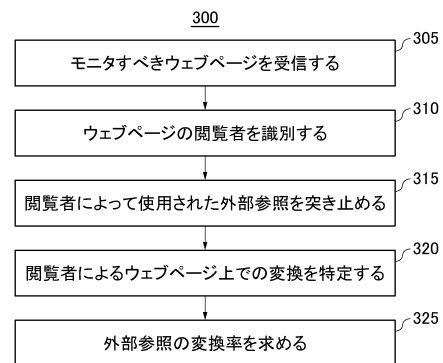 300
305
モニタすべきウェブページを受信する
310
ウェブページの閲覧者を識別する
315
閲覧者によって使用された外部参照を突き止める
320
閲覧者によるウェブページ上での変換を特定する
325
外部参照の変換率を求める